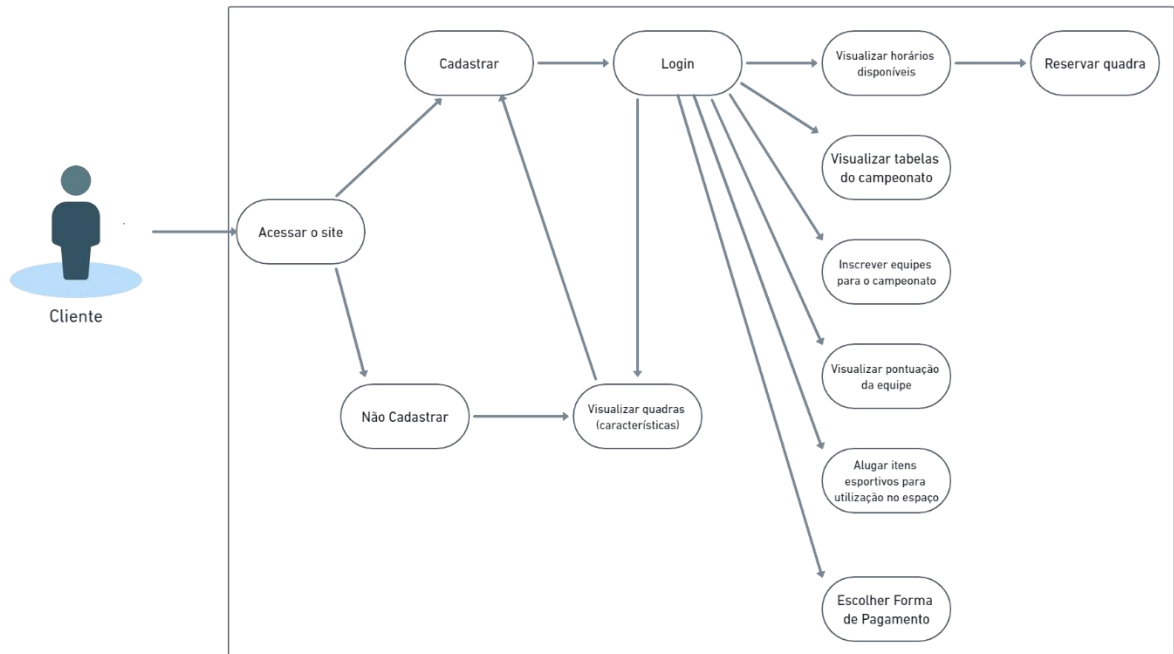 Cadastrar
Login
Visualizar horários
disponíveis
Reservar quadra
Visualizar tabelas
do campeonato
Acessar o site
Inscrever equipes
para o campeonato
Cliente
Visualizar pontuação
da equipe
Não Cadastrar
Visualizar quadras
(características)
Alugar itens
esportivos para
utilização no espaço
Escolher Forma
de Pagamento